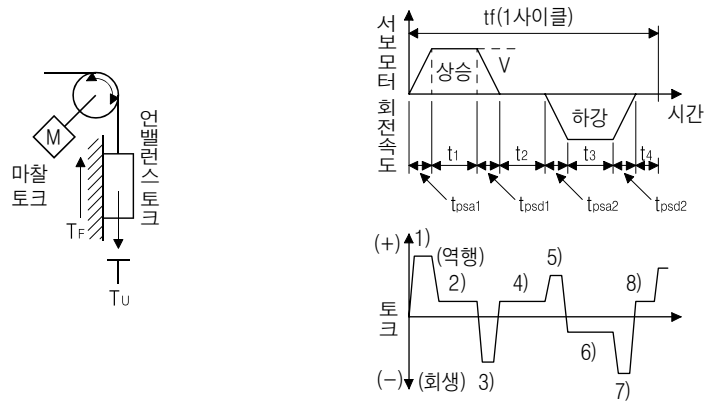 M
마찰
토크
TF
TU
언밸런스 토크
서보모터 회전속도
tf(1사이클)
상승
V
하강
시간
t1
t2
t3
t4
tpsa1
tpsd1
tpsa2
tpsd2
(+)
1)
(역행)
2)
4)
5)
8)
토크
6)
(-)
(회생)
3)
7)